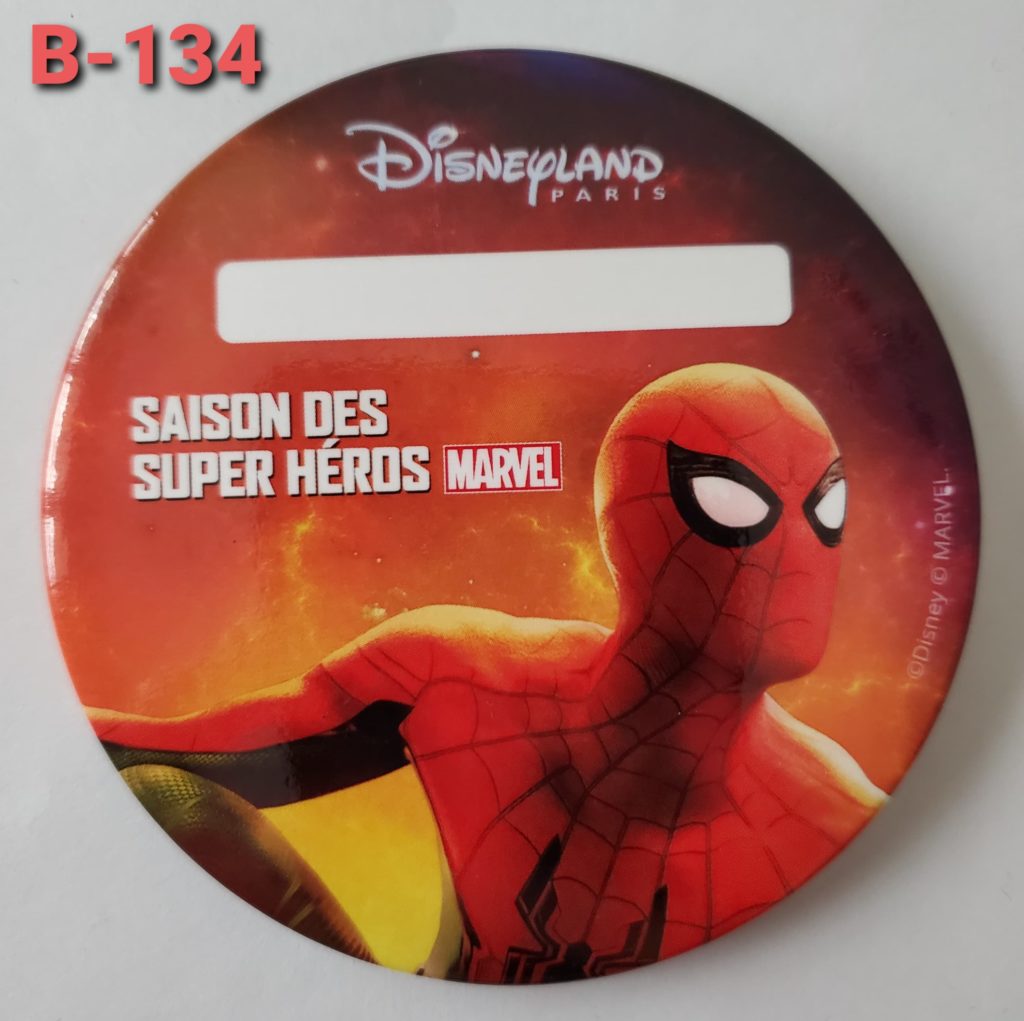 B-134
Disneyland
PARIS
SAISON DES
SUPER HÉROS MARVEL
©Disney © MARVEL.